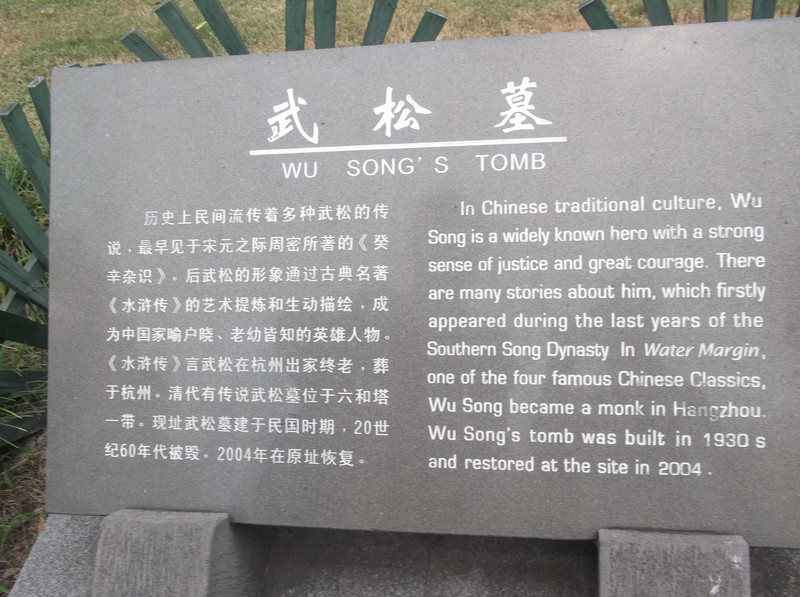 武松墓
WU SONG'S TOMB
历史上民间流传着多种武松的传
说，最早见于宋元之际周密所著的《癸
辛杂识》。后武松的形象通过古典名著
《水浒传》的艺术提炼和生动描绘，成
为中国家喻户晓、老幼皆知的英雄人物。
《水浒传》言武松在杭州出家终老，葬
于杭州。清代有传说武松墓位于六和塔
一带。现址武松墓建于民国时期，20世
纪60年代被毁。2004年在原址恢复。
In Chinese traditional culture, Wu
Song is a widely known hero with a strong
sense of justice and great courage. There
are many stories about him, which firstly
appeared during the last years of the
Southern Song Dynasty In Water Margin,
one of the four famous Chinese Classics,
Wu Song became a monk in Hangzhou.
Wu Song's tomb was built in 1930 s
and restored at the site in 2004 .